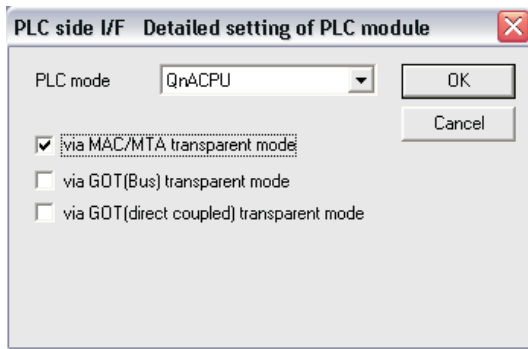 PLC side I/F Detailed setting of PLC module
PLC mode QnACPU OK
Cancel
via MAC/MTA transparent mode
via GOT(Bus) transparent mode
via GOT(direct coupled) transparent mode